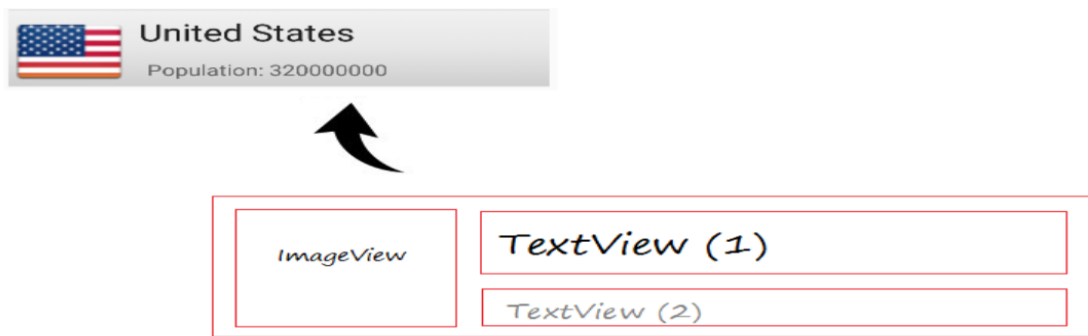 United States
Population: 320000000
ImageView
TextView (1)
TextView (2)